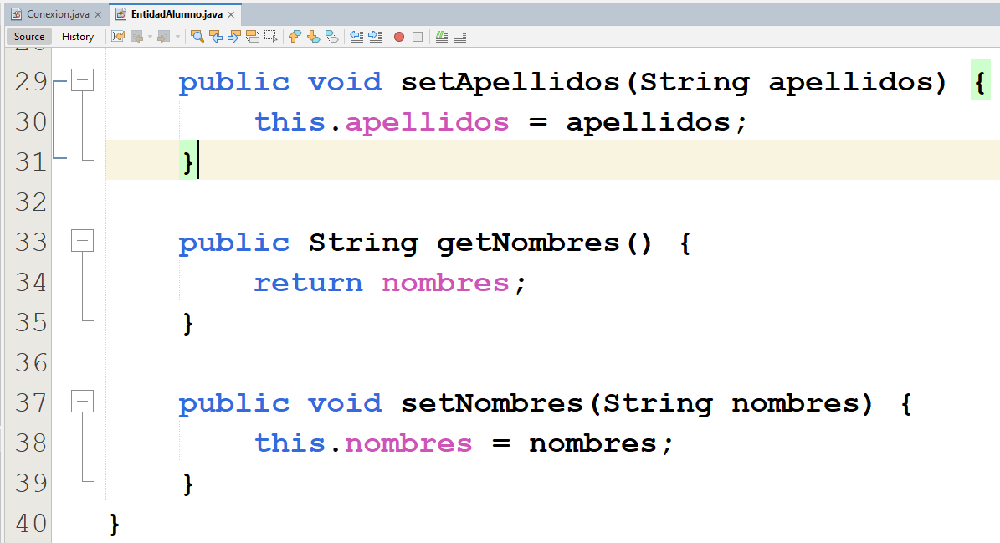 Conexion.java
EntidadAlumno.java
Source History
29 public void setApellidos(String apellidos) {
30 this.apellidos = apellidos;
31 }
32
33 public String getNombres() {
34 return nombres;
35 }
36
37 public void setNombres(String nombres) {
38 this.nombres = nombres;
39 }
40 }